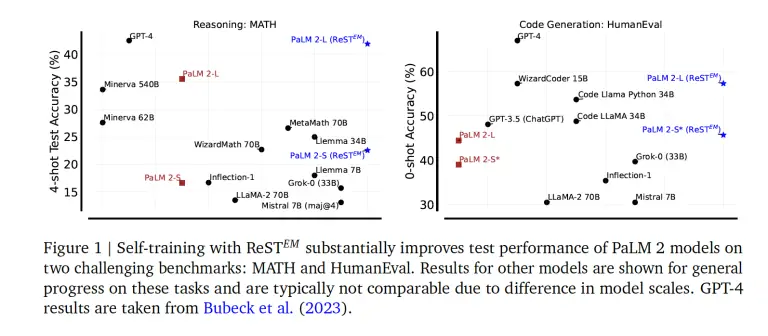 Reasoning: MATH
4-shot Test Accuracy (%)
40
35
30
25
20
15
GPT-4
PaLM 2-L (ReST^EM)
PaLM 2-L
Minerva 540B
Minerva 62B
MetaMath 70B
WizardMath 70B
Llemma 34B
PaLM 2-S (ReST^EM)
PaLM 2-S
Inflection-1
Llemma 7B
Grok-0 (33B)
LLaMA-2 70B
Mistral 7B (maj@4)
Code Generation: HumanEval
0-shot Accuracy (%)
60
50
40
30
GPT-4
WizardCoder 15B
PaLM 2-L (ReST^EM)
Code Llama Python 34B
GPT-3.5 (ChatGPT)
Code LLaMA 34B
PaLM 2-S* (ReST^EM)
PaLM 2-L
PaLM 2-S*
Grok-0 (33B)
Inflection-1
LLaMA-2 70B
Mistral 7B
Figure 1 | Self-training with ReST^EM substantially improves test performance of PaLM 2 models on
two challenging benchmarks: MATH and HumanEval. Results for other models are shown for general
progress on these tasks and are typically not comparable due to difference in model scales. GPT-4
results are taken from Bubeck et al. (2023).